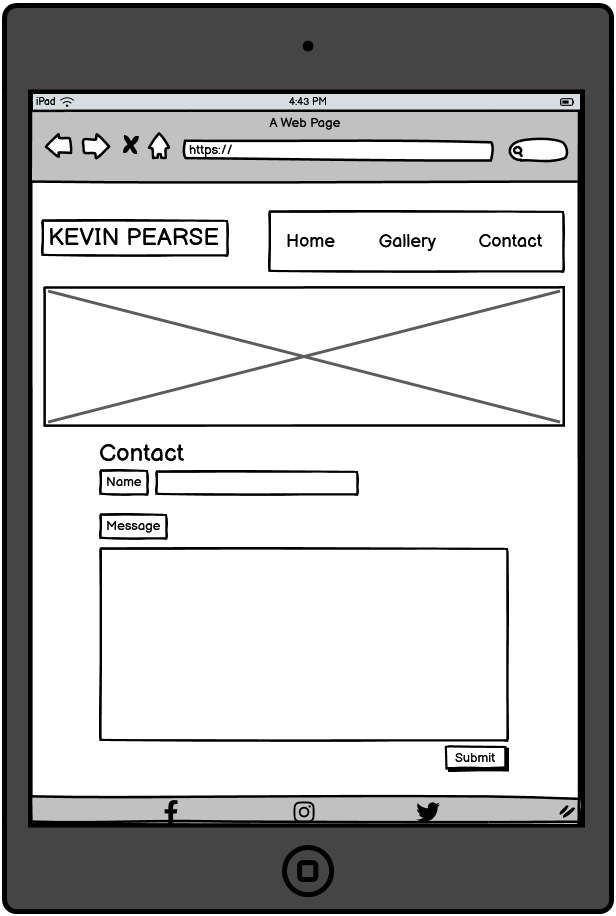 iPad 4:43 PM
A Web Page
https://
KEVIN PEARSE
Home Gallery Contact
Contact
Name
Message
Submit